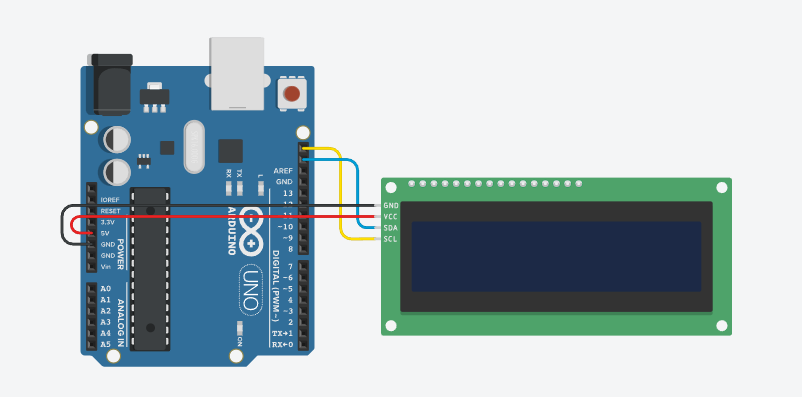 RX
TX
L
AREF
GND
13
IOREF
RESET
3.3V
5V
GND
GND
Vin
POWER
ARDUINO
UNO
ON
DIGITAL (PWM~)
~10
~9
8
7
~6
~5
4
~3
2
TX→1
RX←0
ANALOG IN
A0
A1
A2
A3
A4
A5
GND
VCC
SDA
SCL